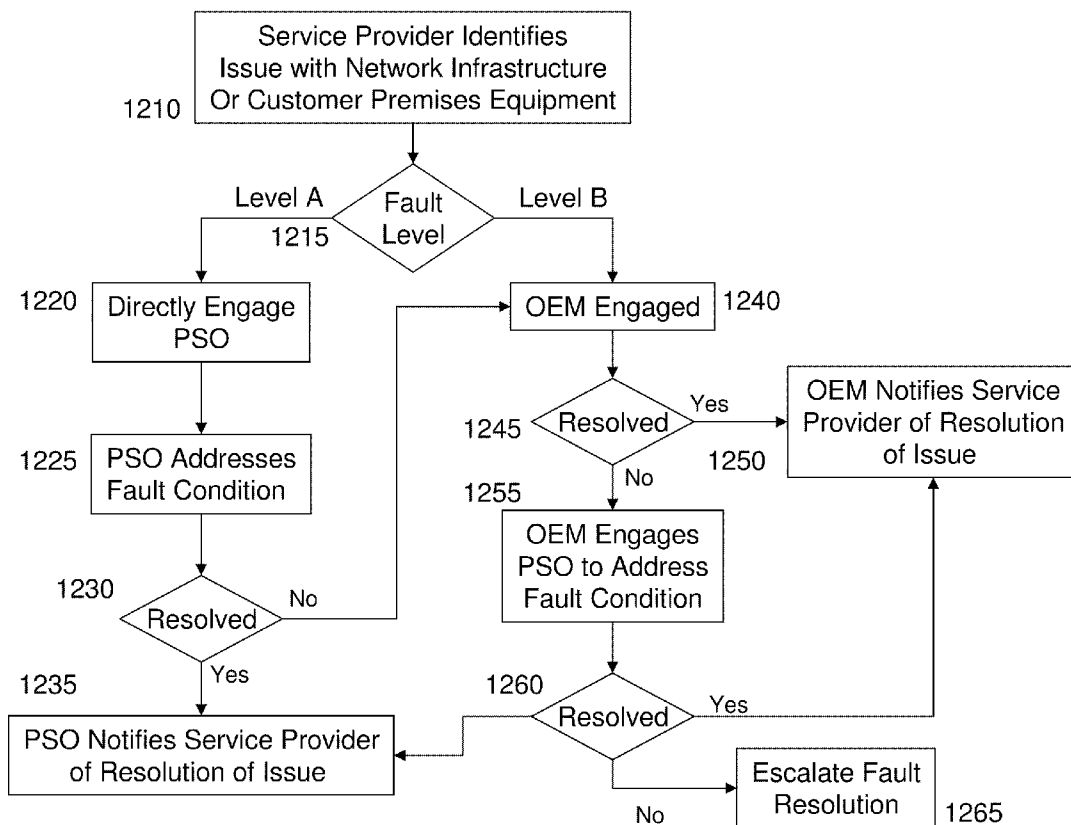 Service Provider Identifies
Issue with Network Infrastructure
Or Customer Premises Equipment
1210
Level A
Level B
Fault
Level
1215
1220
Directly Engage
PSO
OEM Engaged
1240
1225
PSO Addresses
Fault Condition
1245
Resolved
Yes
No
1250
OEM Notifies Service
Provider of Resolution
of Issue
1255
OEM Engages
PSO to Address
Fault Condition
1230
Resolved
No
Yes
1235
PSO Notifies Service Provider
of Resolution of Issue
1260
Resolved
Yes
No
Escalate Fault
Resolution
1265